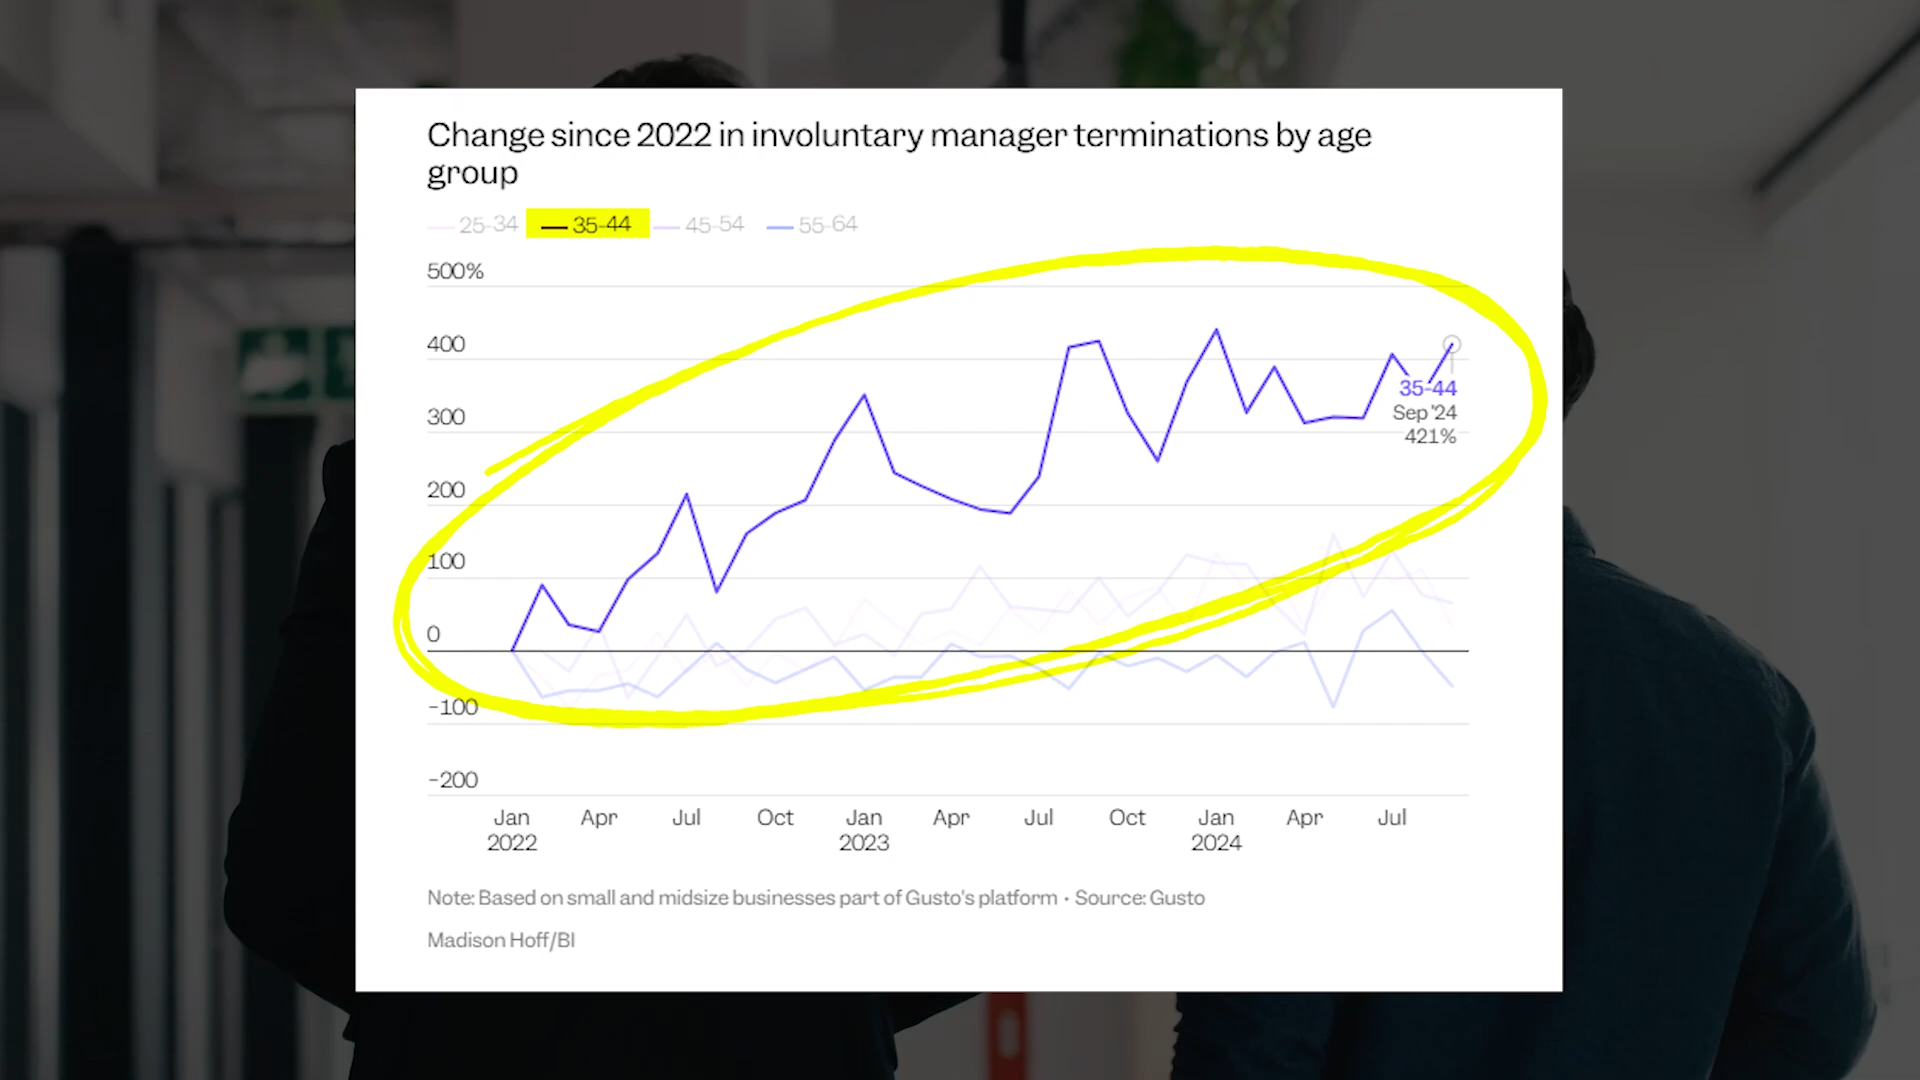 Change since 2022 in involuntary manager terminations by age
group
25-34 35-44 45-54 55-64
500%
400
300
200
100
0
-100
-200
35-44
Sep '24
421%
Jan Apr Jul Oct Jan Apr Jul Oct Jan Apr Jul
2022 2023 2024
Note: Based on small and midsize businesses part of Gusto's platform • Source: Gusto
Madison Hoff/BI